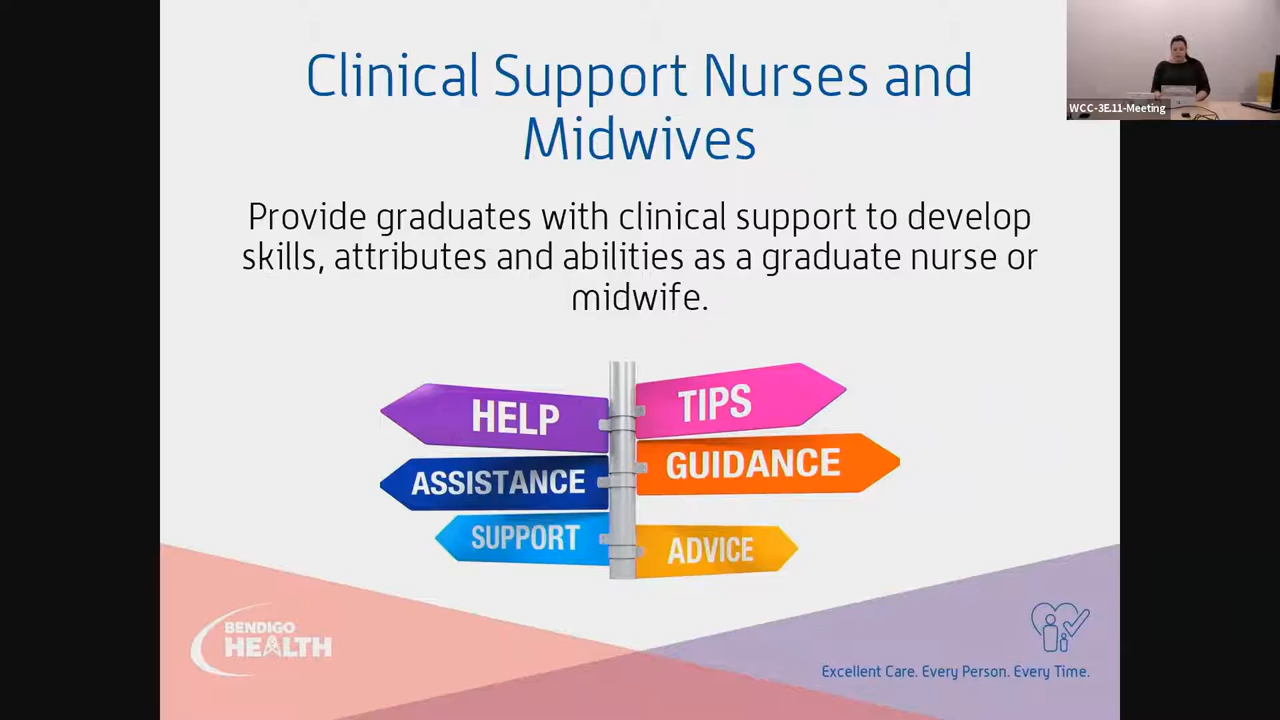 Clinical Support Nurses and
Midwives
WCC-3E.11-Meeting
Provide graduates with clinical support to develop
skills, attributes and abilities as a graduate nurse or
midwife.
HELP
TIPS
ASSISTANCE
GUIDANCE
SUPPORT
ADVICE
BENDIGO
HEALTH
Excellent Care. Every Person. Every Time.